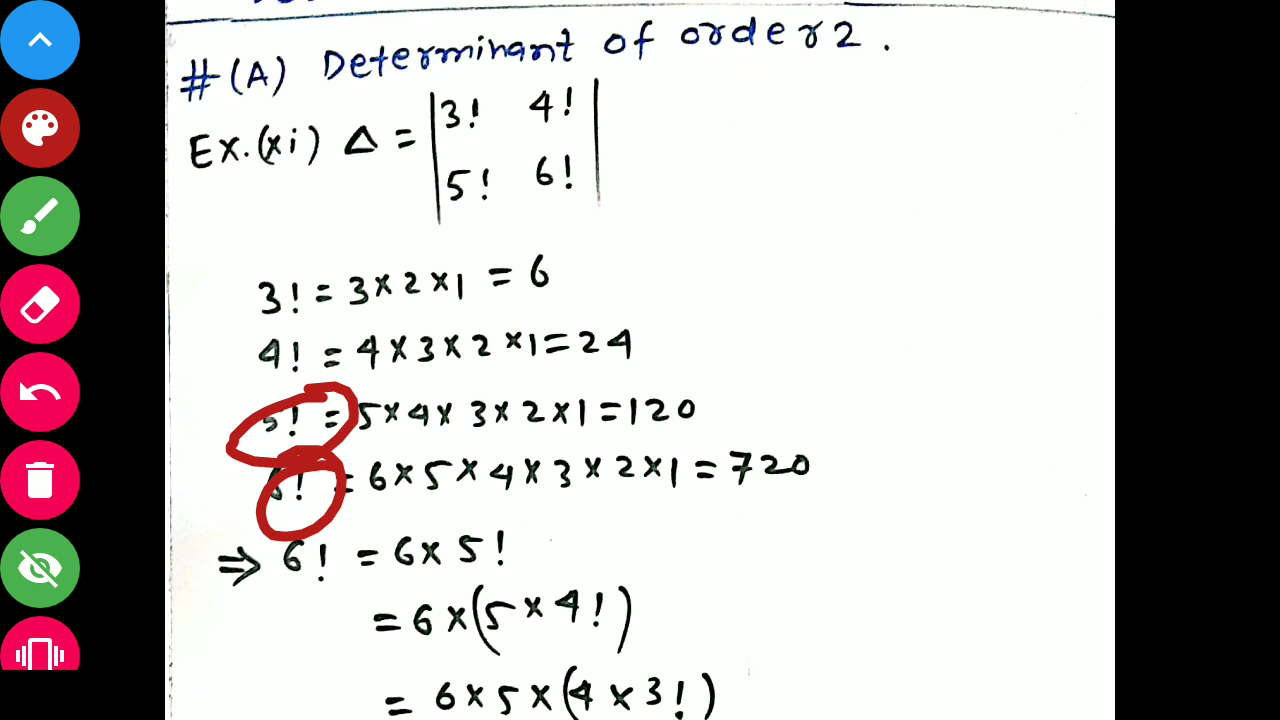 #(A) Determinant of order 2.
Ex.(xi) Δ = | 3! 4! |
| 5! 6! |
3! = 3×2×1 = 6
4! = 4×3×2×1=24
5! = 5×4×3×2×1=120
6! = 6×5×4×3×2×1=720
⇒ 6! = 6×5!
= 6×(5×4!)
= 6×5×(4×3!)